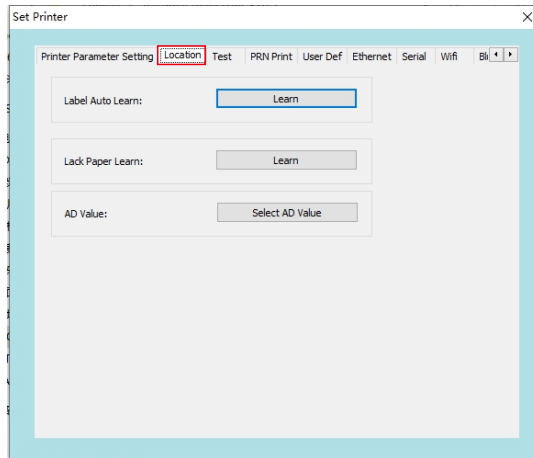 Set Printer
Printer Parameter Setting Location Test PRN Print User Def Ethernet Serial Wifi
Label Auto Learn: Learn
Lack Paper Learn: Learn
AD Value: Select AD Value